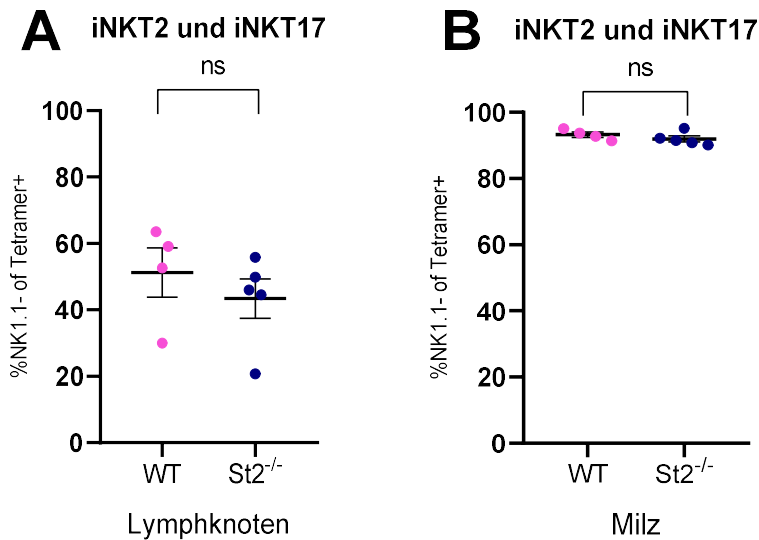 A
iNKT2 und iNKT17
ns
%NK1.1- of Tetramer+
100
80
60
40
20
0
WT
St2-/-
Lymphknoten
B
iNKT2 und iNKT17
ns
%NK1.1- of Tetramer+
100
80
60
40
20
0
WT
St2-/-
Milz